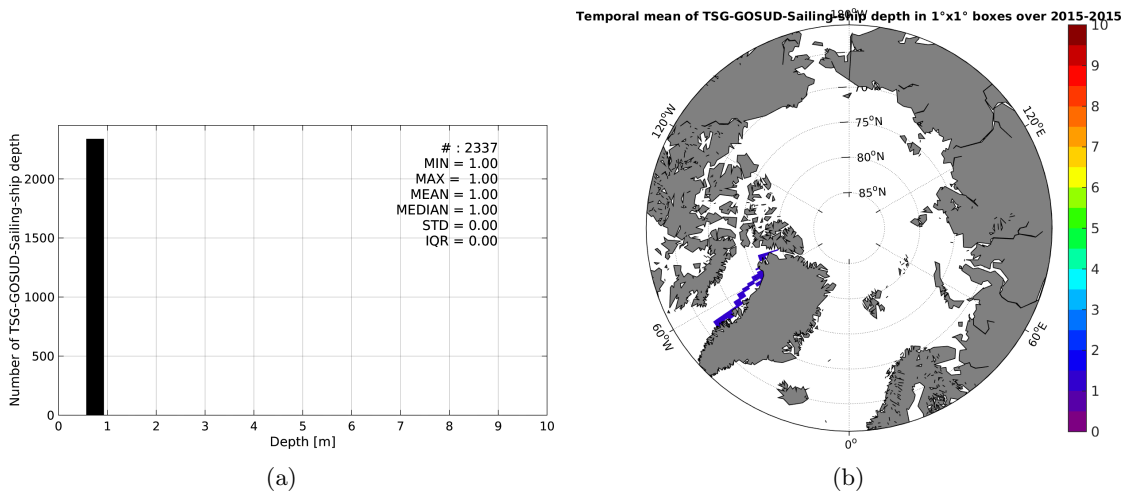 Number of TSG-GOSUD-Sailing-ship depth
2000
1500
1000
500
0
# : 2337
MIN = 1.00
MAX = 1.00
MEAN = 1.00
MEDIAN = 1.00
STD = 0.00
IQR = 0.00
0 1 2 3 4 5 6 7 8 9 10
Depth [m]
(a)
Temporal mean of TSG-GOSUD-Sailing-ship depth in 1°x1° boxes over 2015-2015
180°W
120°W
120°E
75°N
80°N
85°N
60°W
60°E
0°
10
9
8
7
6
5
4
3
2
1
0
(b)